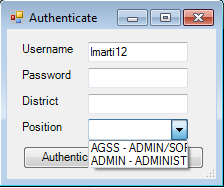 Authenticate
Username lmarti12
Password
District
Position
AGSS - ADMIN/SOF
ADMIN - ADMINIST
Authentic